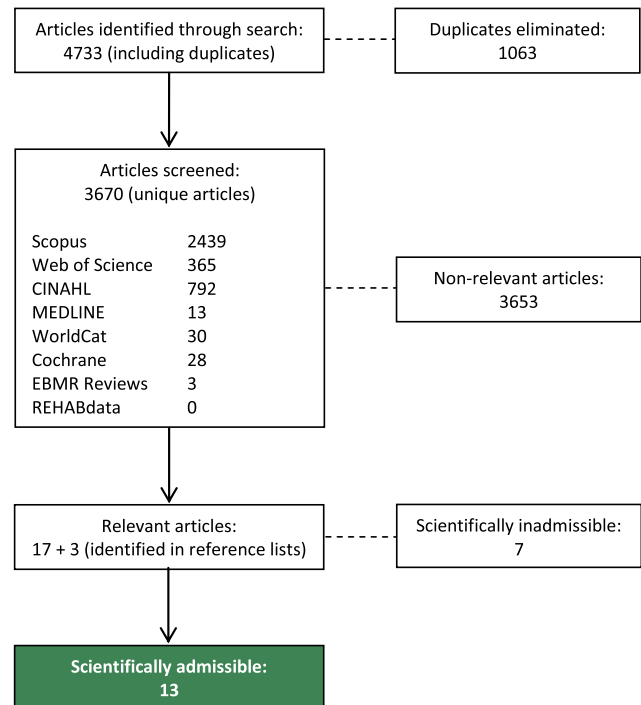 Articles identified through search:
4733 (including duplicates)
Duplicates eliminated:
1063
Articles screened:
3670 (unique articles)
Scopus 2439
Web of Science 365
CINAHL 792
MEDLINE 13
WorldCat 30
Cochrane 28
EBMR Reviews 3
REHABdata 0
Non-relevant articles:
3653
Relevant articles:
17 + 3 (identified in reference lists)
Scientifically inadmissible:
7
Scientifically admissible:
13